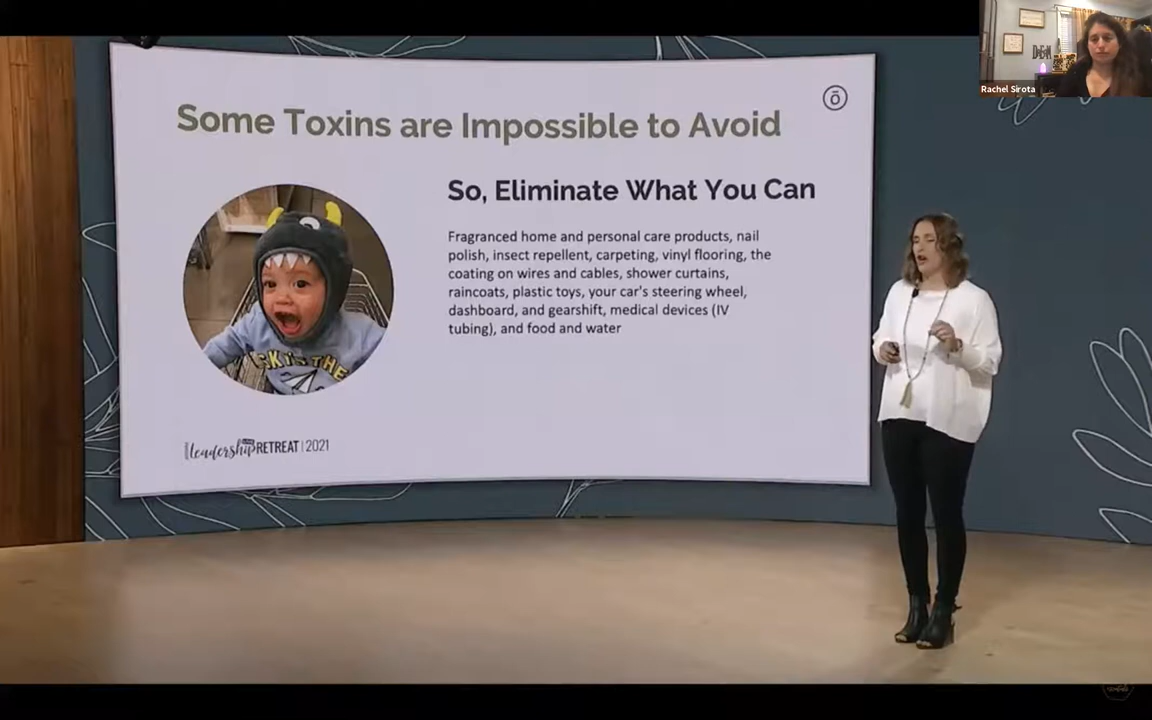 Rachel Sirota
Some Toxins are Impossible to Avoid
ō
So, Eliminate What You Can
Fragranced home and personal care products, nail
polish, insect repellent, carpeting, vinyl flooring, the
coating on wires and cables, shower curtains,
raincoats, plastic toys, your car's steering wheel,
dashboard, and gearshift, medical devices (IV
tubing), and food and water
leadership RETREAT | 2021